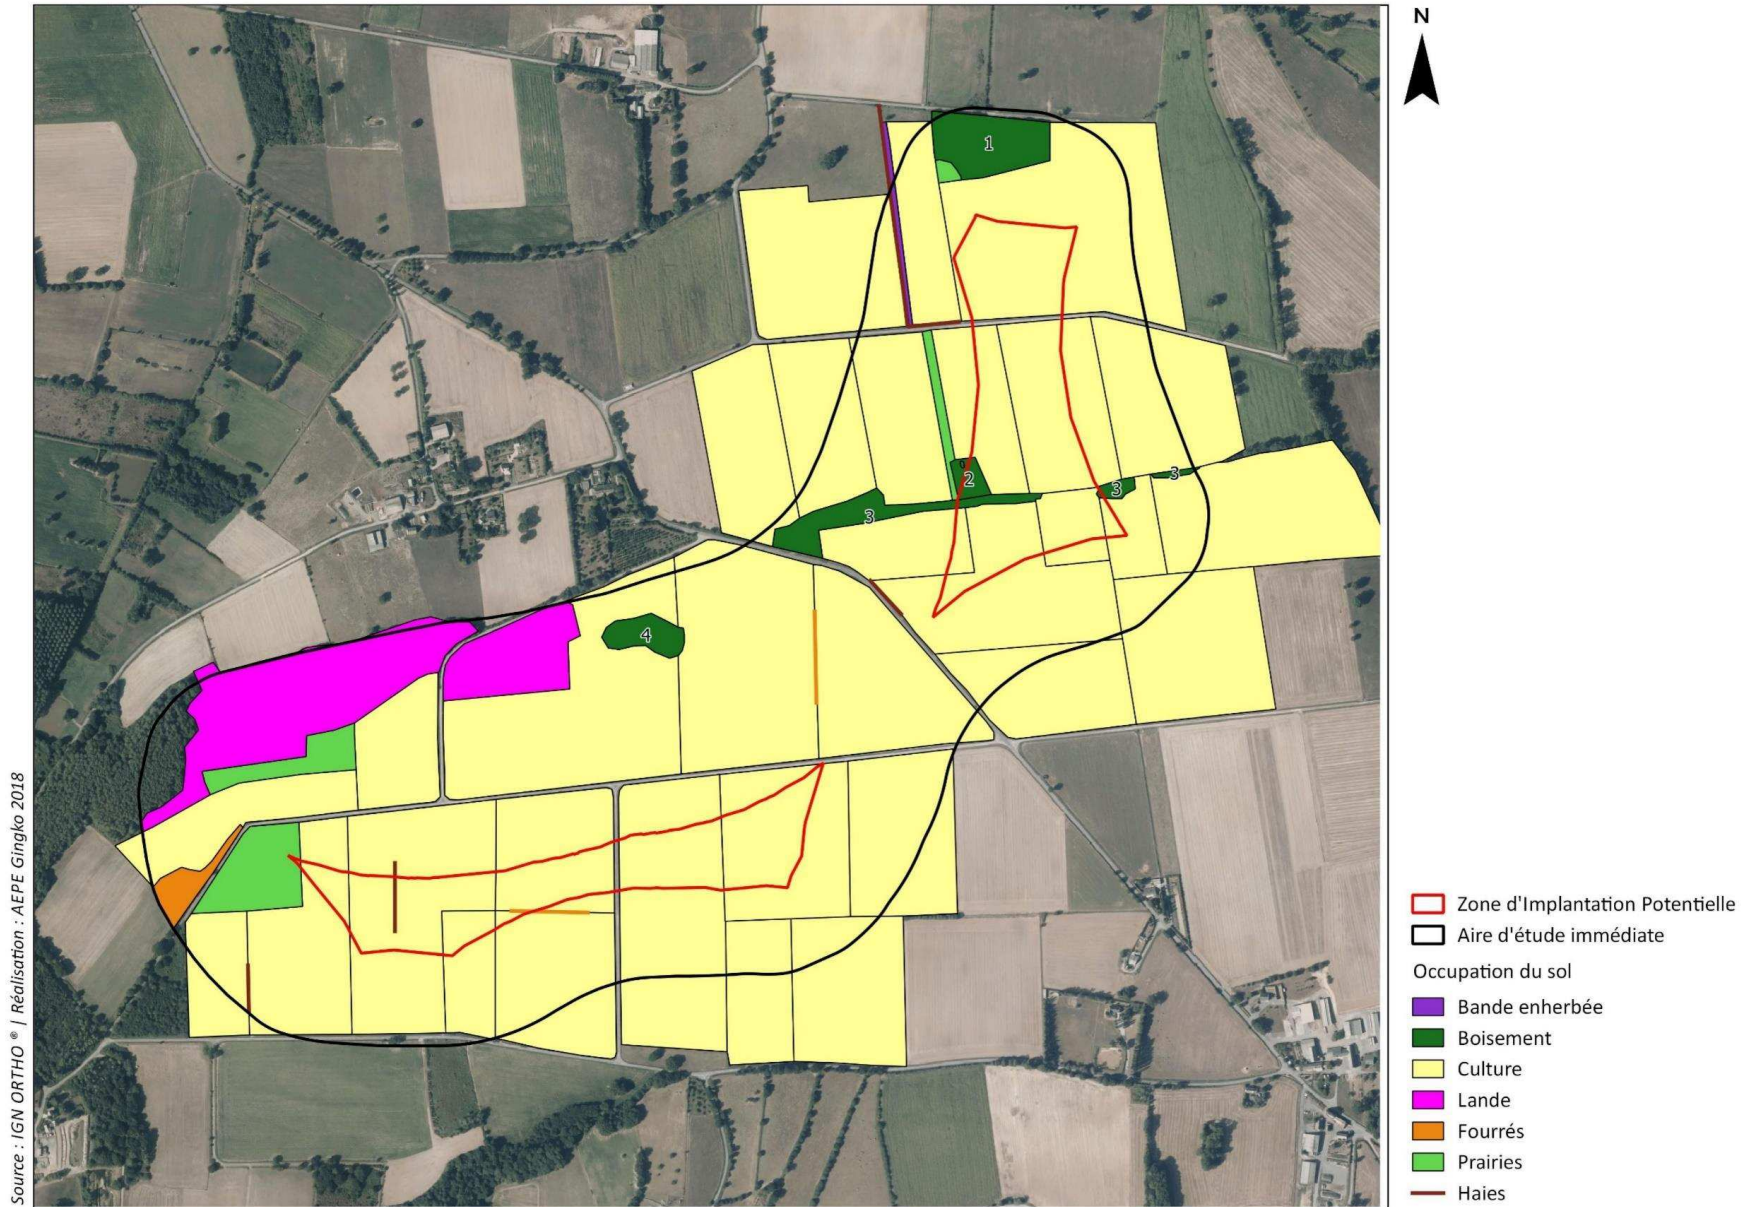 N
1
2
3
3
3
4
Zone d'Implantation Potentielle
Aire d'étude immédiate
Occupation du sol
Bande enherbée
Boisement
Culture
Lande
Fourrés
Prairies
Haies
Source : IGN ORTHO ® | Réalisation : AEPE Gingko 2018